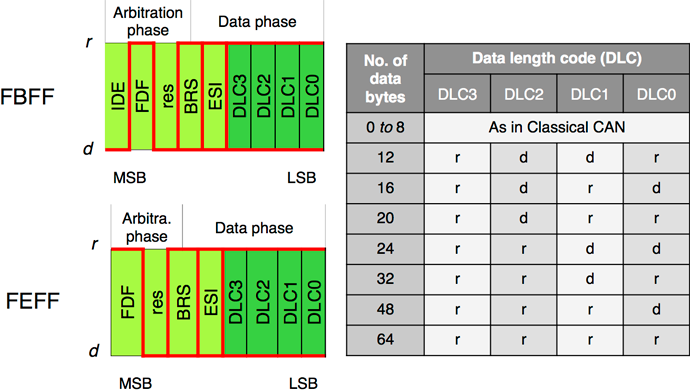 Arbitration
phase
Data phase
r
FBFF
IDE
FDF
res
BRS
ESI
DLC3
DLC2
DLC1
DLC0
d
MSB
LSB
Arbitra.
phase
Data phase
r
FEFF
FDF
res
BRS
ESI
DLC3
DLC2
DLC1
DLC0
d
MSB
LSB
No. of
data
bytes
Data length code (DLC)
DLC3 DLC2 DLC1 DLC0
0 to 8 As in Classical CAN
12 r d d r
16 r d r d
20 r d r r
24 r r d d
32 r r d r
48 r r r d
64 r r r r